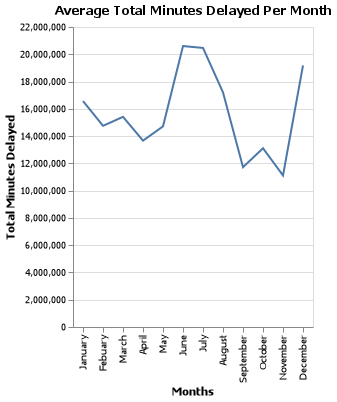 Average Total Minutes Delayed Per Month
22,000,000
20,000,000
18,000,000
16,000,000
14,000,000
12,000,000
10,000,000
8,000,000
6,000,000
4,000,000
2,000,000
0
Total Minutes Delayed
January
Febuary
March
April
May
June
July
August
September
October
November
December
Months